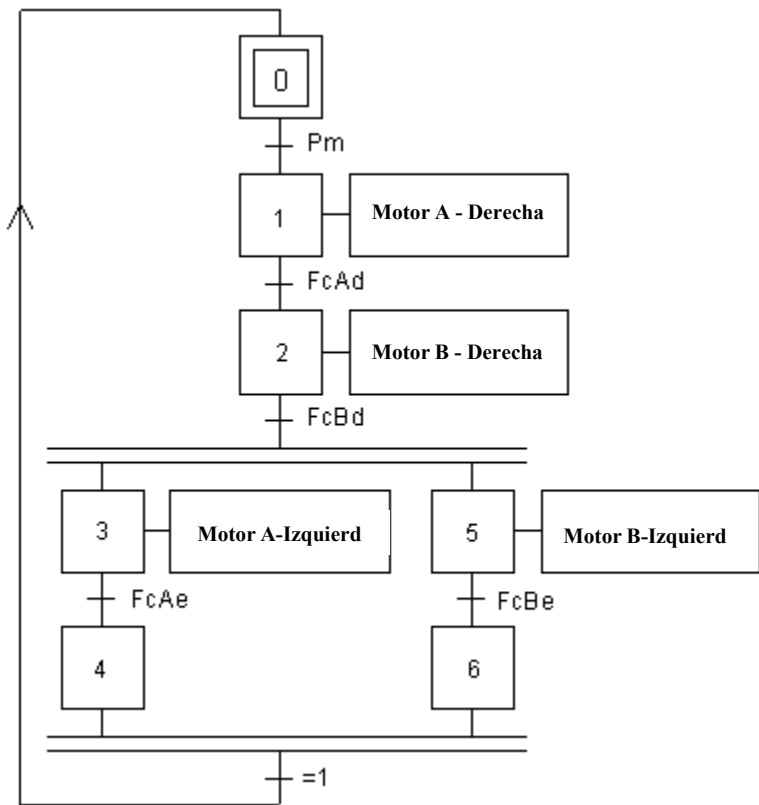 0
Pm
1
Motor A - Derecha
FcAd
2
Motor B - Derecha
FcBd
3
Motor A-Izquierd
5
Motor B-Izquierd
FcAe
FcBe
4
6
=1